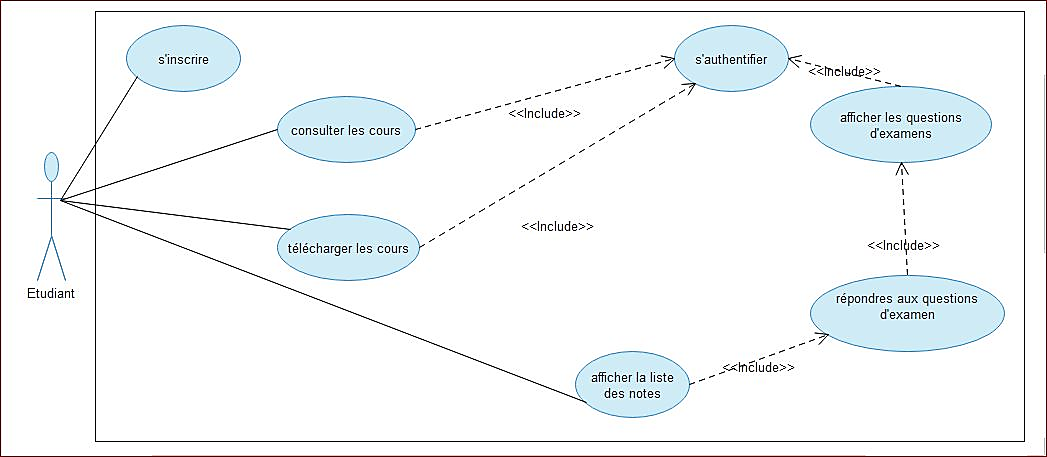 s'inscrire
s'authentifier
<<Include>>
consulter les cours
<<Include>>
afficher les questions
d'examens
télécharger les cours
<<Include>>
<<Include>>
Etudiant
répondres aux questions
d'examen
<<Include>>
afficher la liste
des notes